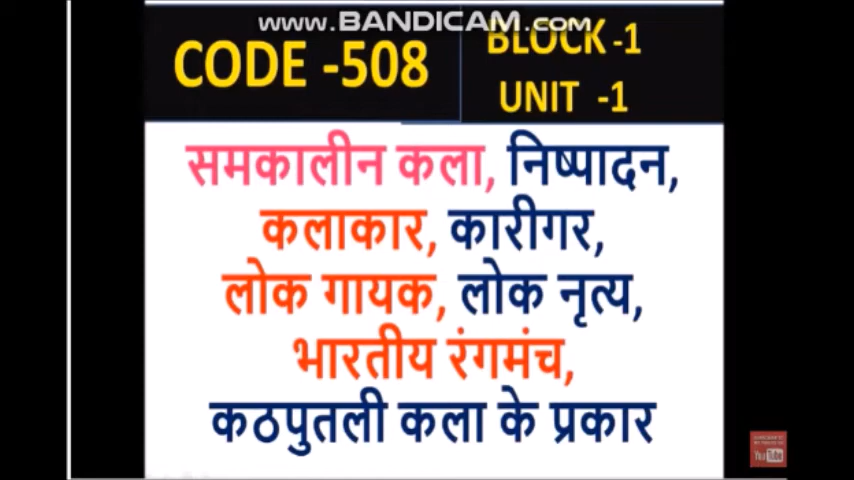 www.BANDICAM.com
CODE -508
BLOCK -1
UNIT -1
समकालीन कला, निष्पादन,
कलाकार, कारीगर,
लोक गायक, लोक नृत्य,
भारतीय रंगमंच,
कठपुतली कला के प्रकार
YouTube